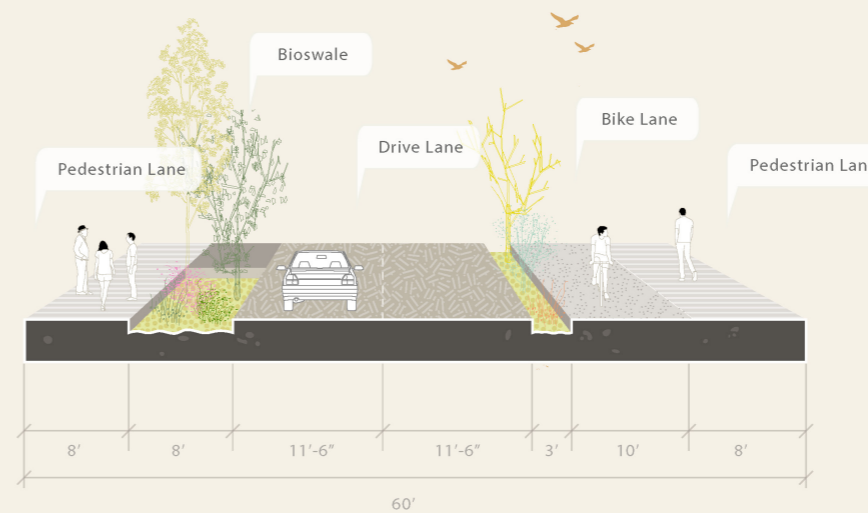 Bioswale
Bike Lane
Drive Lane
Pedestrian Lane
Pedestrian Lan
8'
8'
11'-6"
11'-6"
3'
10'
8'
60'